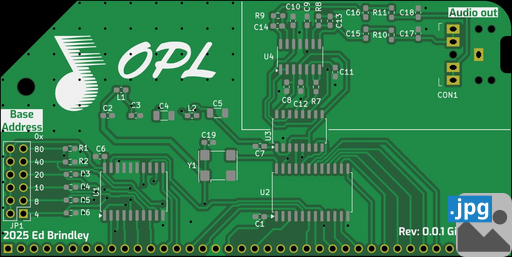 C10
C9
R8
C16
R11
C18
Audio out
R9
C14
C13
C15
R10
C17
OPL
U4
C11
CON1
L1
C8
C12
R7
C2
C3
C4
L2
C5
Base
Address
0x
U3
C19
80
R1
C7
40
R2
C6
Y1
20
C3
10
C4
U1
U2
8
C5
4
C6
C1
JP1
2025 Ed Brindley
Rev: 0.0.1 Gi
.jpg